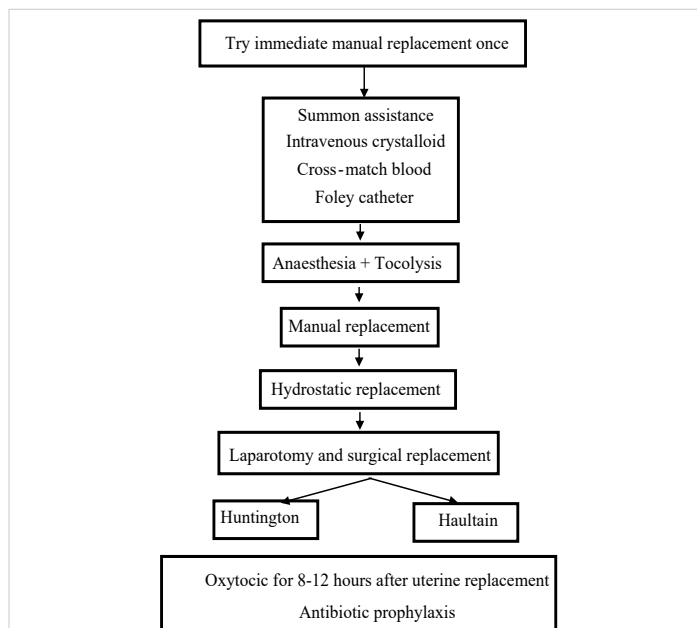 Try immediate manual replacement once
Summon assistance
Intravenous crystalloid
Cross-match blood
Foley catheter
Anaesthesia + Tocolysis
Manual replacement
Hydrostatic replacement
Laparotomy and surgical replacement
Huntington
Haultain
Oxytocic for 8-12 hours after uterine replacement
Antibiotic prophylaxis